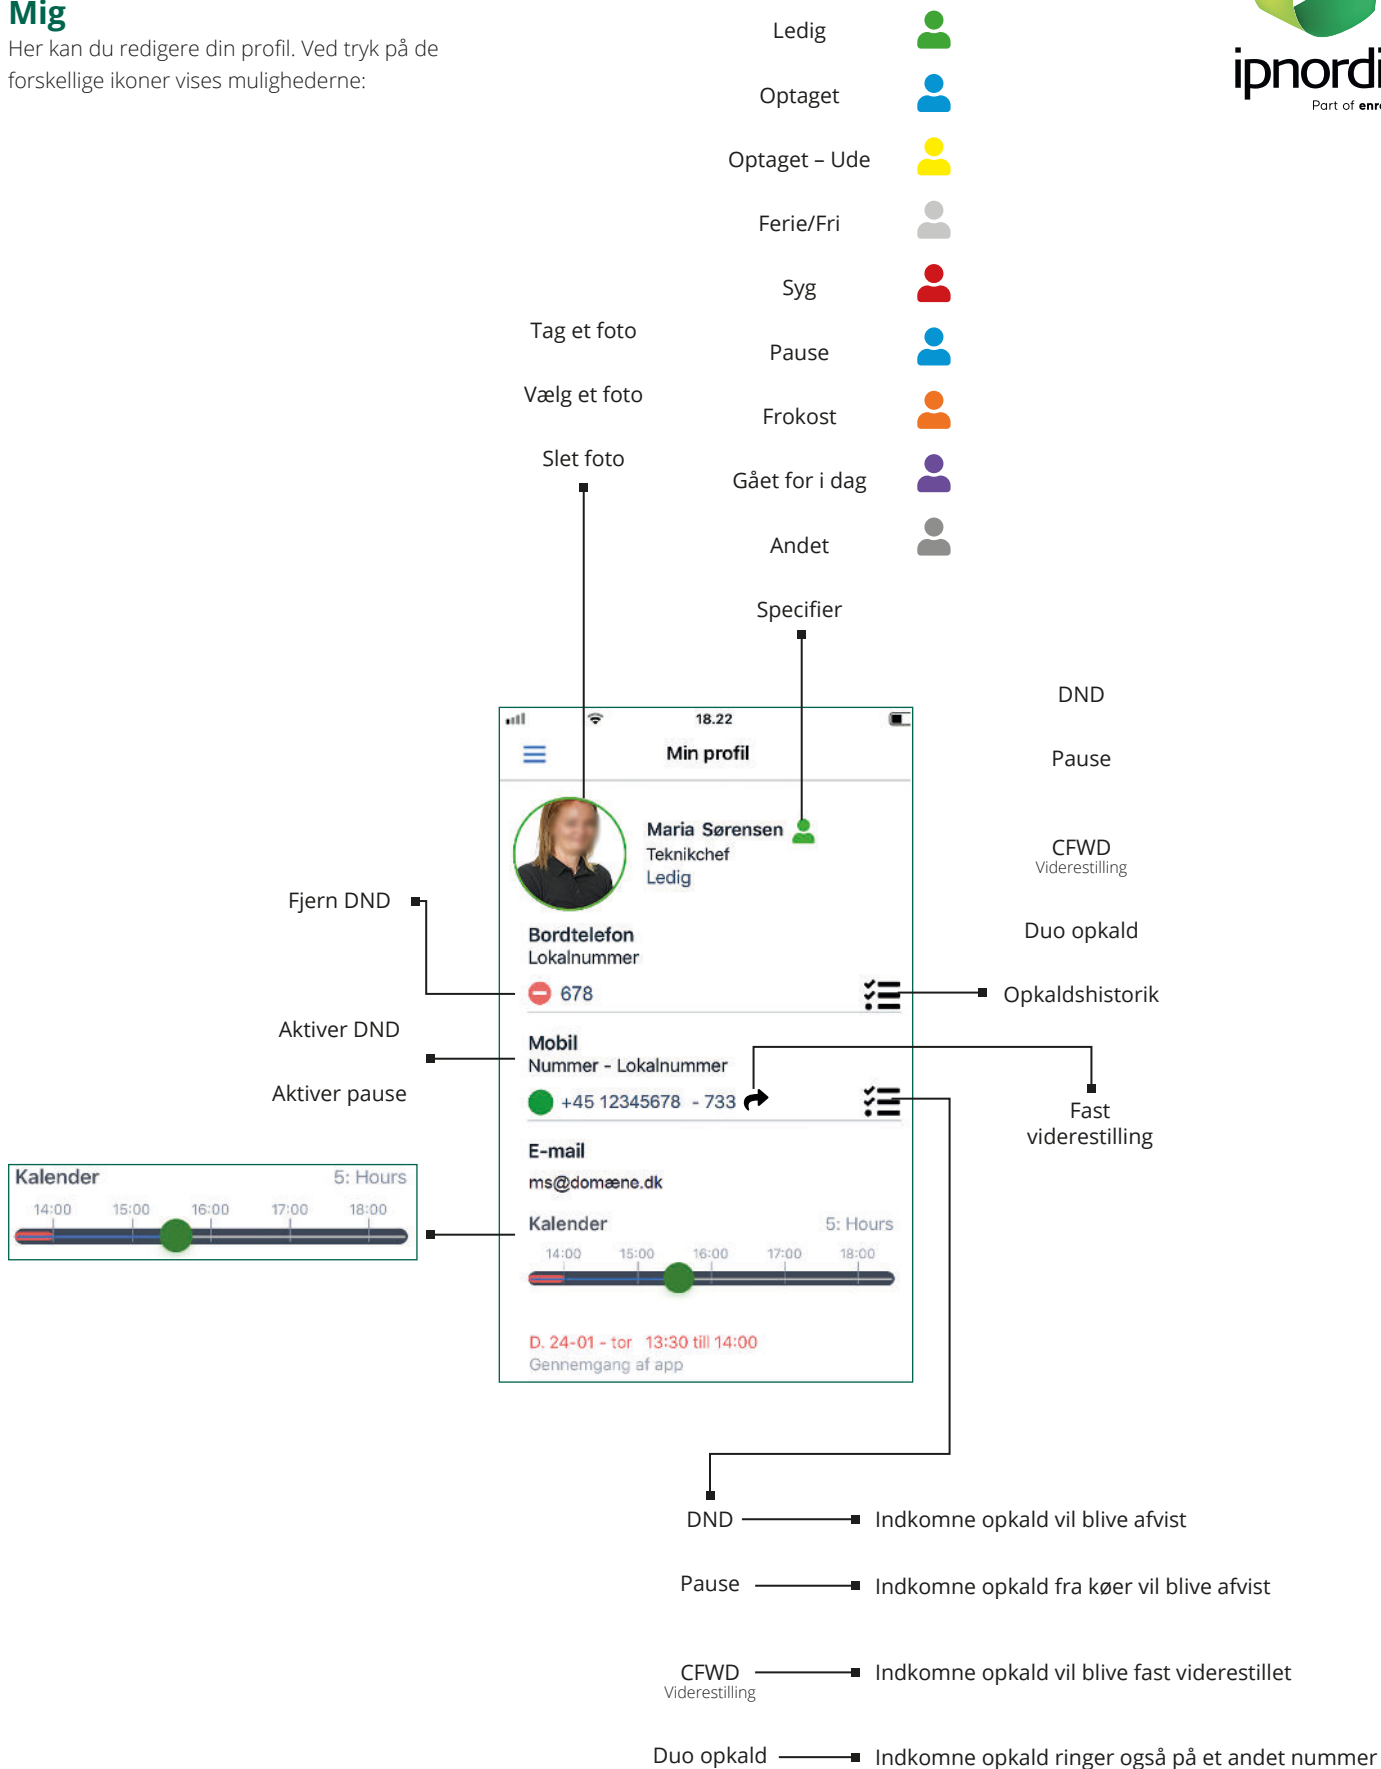 Mig
Her kan du redigere din profil. Ved tryk på de
forskellige ikoner vises mulighederne:
ipnordi
Part of
Ledig
Optaget
Optaget – Ude
Ferie/Fri
Syg
Pause
Frokost
Gået for i dag
Andet
Specifier
Tag et foto
Vælg et foto
Slet foto
DND
Pause
CFWD
Viderestilling
Duo opkald
Opkaldshistorik
Fast
viderestilling
Fjern DND
Aktiver DND
Aktiver pause
Kalender 5: Hours
14:00 15:00 16:00 17:00 18:00
18.22
Min profil
Maria Sørensen
Teknikchef
Ledig
Bordtelefon
Lokalnummer
678
Mobil
Nummer - Lokalnummer
+45 12345678 - 733
E-mail
ms@domæne.dk
Kalender 5: Hours
14:00 15:00 16:00 17:00 18:00
D. 24-01 - tor 13:30 till 14:00
Gennemgang af app
DND Indkomne opkald vil blive afvist
Pause Indkomne opkald fra køer vil blive afvist
CFWD Indkomne opkald vil blive fast viderestillet
Viderestilling
Duo opkald Indkomne opkald ringer også på et andet nummer